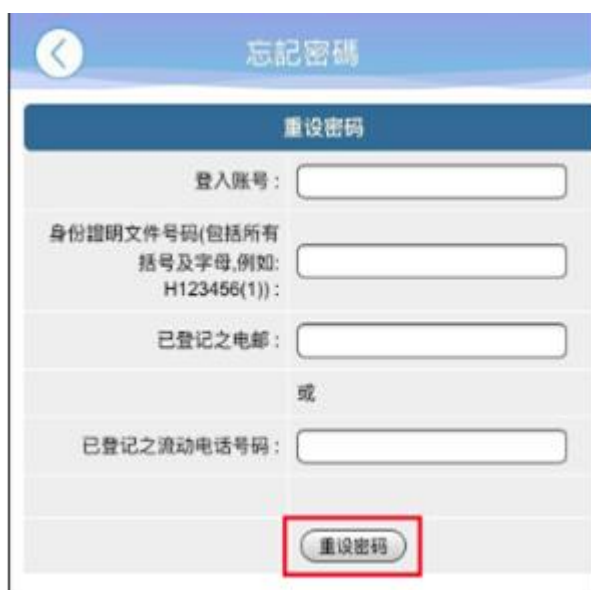 忘記密碼
重设密码
登入账号 :
身份證明文件号码(包括所有
括号及字母,例如:
H123456(1)) :
已登记之电邮 :
或
已登记之流动电话号码 :
重设密码